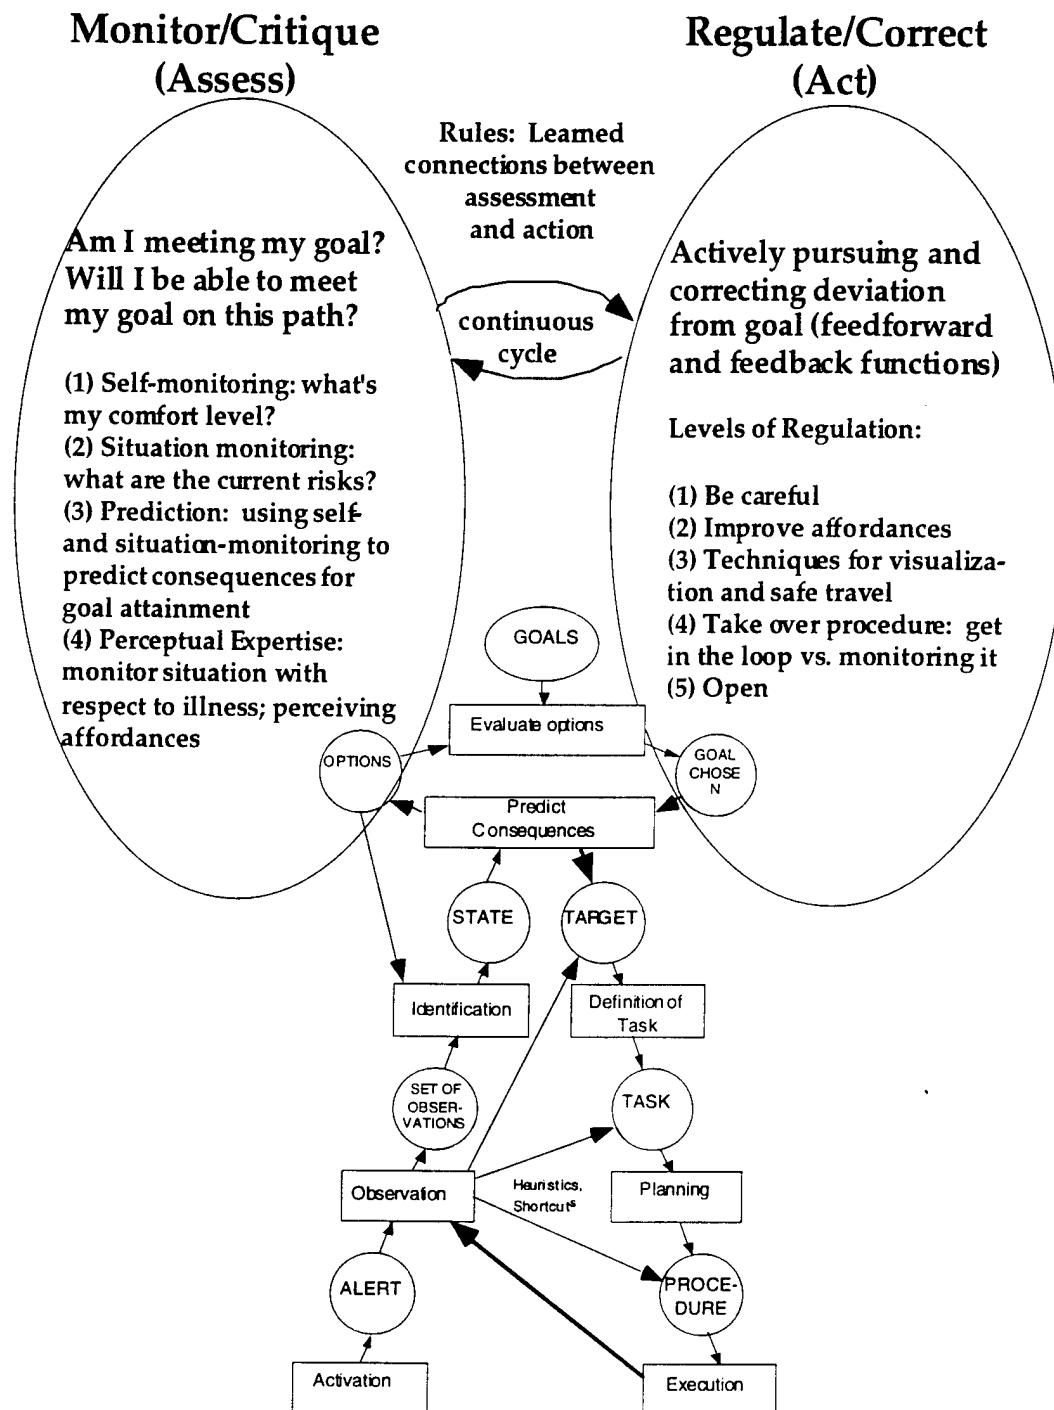 Monitor/Critique
(Assess)
Regulate/Correct
(Act)
Rules: Learned
connections between
assessment
and action
continuous
cycle
Am I meeting my goal?
Will I be able to meet
my goal on this path?
(1) Self-monitoring: what's
my comfort level?
(2) Situation monitoring:
what are the current risks?
(3) Prediction: using self-
and situation-monitoring to
predict consequences for
goal attainment
(4) Perceptual Expertise:
monitor situation with
respect to illness; perceiving
affordances
Actively pursuing and
correcting deviation
from goal (feedforward
and feedback functions)
Levels of Regulation:
(1) Be careful
(2) Improve affordances
(3) Techniques for visualiza-
tion and safe travel
(4) Take over procedure: get
in the loop vs. monitoring it
(5) Open
GOALS
Evaluate options
OPTIONS
GOAL
CHOSE
N
Predict
Consequences
STATE
TARGET
Identification
Definition of
Task
SET OF
OBSER-
VATIONS
TASK
Observation
Heuristics,
Shortcuts
Planning
ALERT
PROCE-
DURE
Activation
Execution